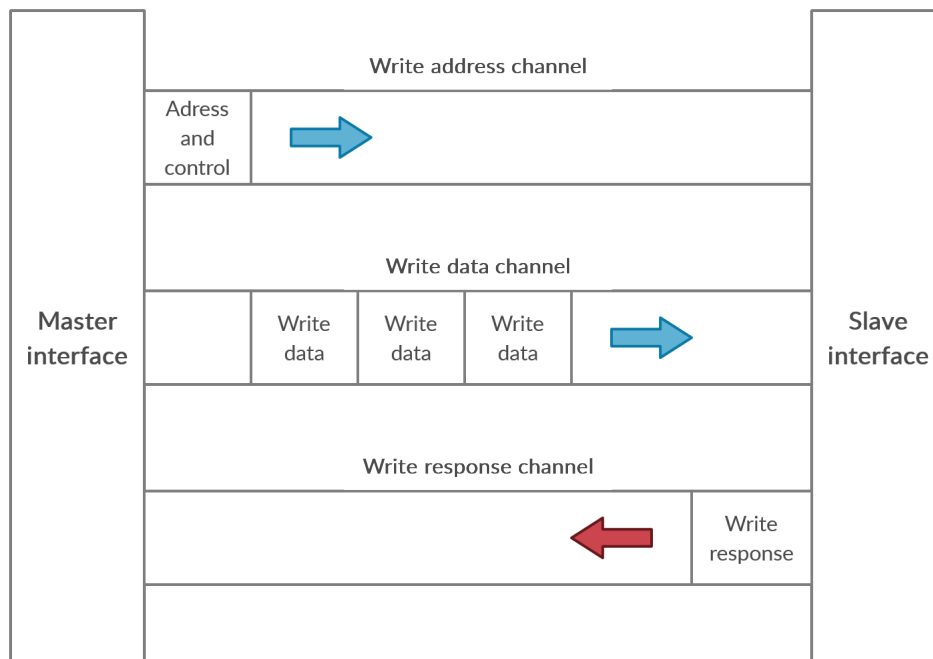 Write address channel
Adress
and
control
Write data channel
Master
interface
Write
data
Write
data
Write
data
Slave
interface
Write response channel
Write
response